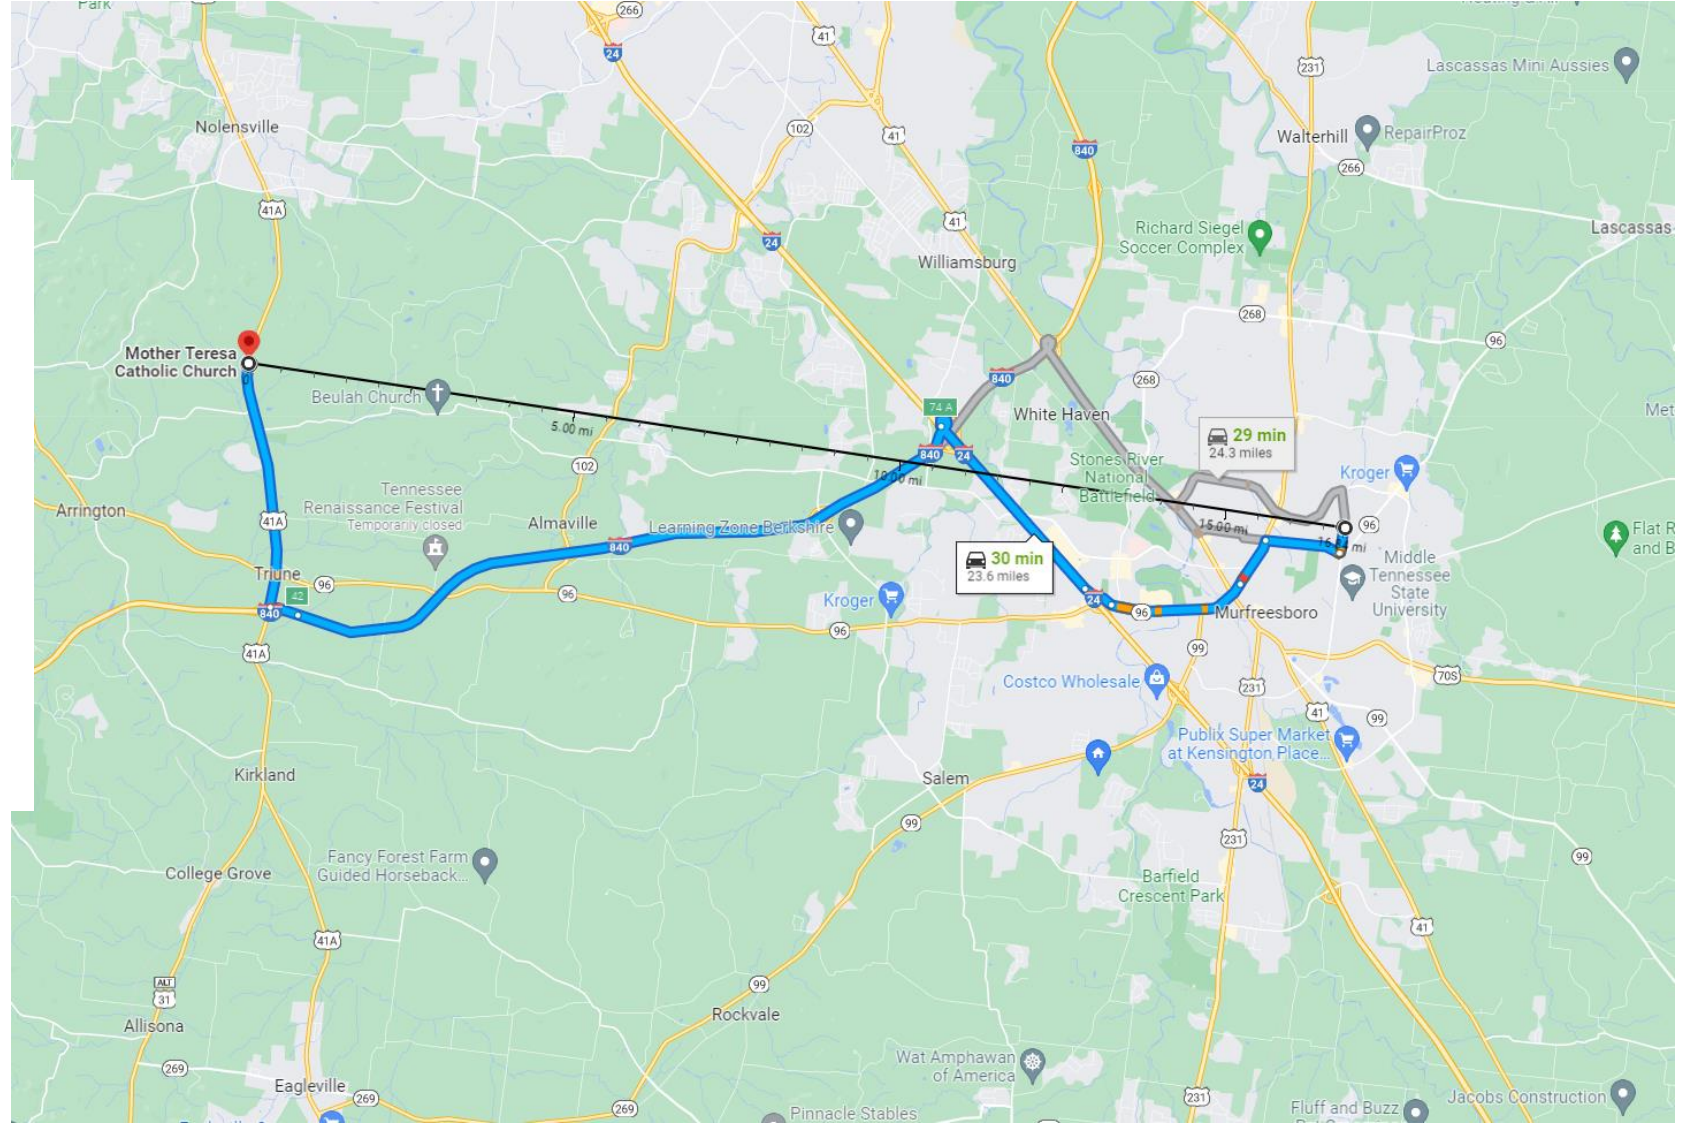 Park
266
24
41
231
Lascassas Mini Aussies
Nolensville
102
41
840
Walterhill
RepairProz
266
41A
41
Richard Siegel
Soccer Complex
Lascassas
24
Williamsburg
268
96
Mother Teresa
Catholic Church
Beulah Church
840
268
74 A
White Haven
5.00 mi
29 min
24.3 miles
840
24
Stones River
National
Battlefield
Kroger
102
10.00 mi
Tennessee
Renaissance Festival
Temporarily closed
Arrington
41A
Almaville
Learning Zone Berkshire
15.00 mi
96
Flat R
and B
840
30 min
23.6 miles
Middle
Tennessee
State
University
Triune
96
42
96
Kroger
24
96
Murfreesboro
840
96
41A
99
Costco Wholesale
231
70S
41
99
Publix Super Market
at Kensington Place...
Kirkland
Salem
24
99
231
Fancy Forest Farm
Guided Horseback...
College Grove
99
Barfield
Crescent Park
41A
41
ALT
31
99
Allisona
Rockvale
269
Wat Amphawan
of America
Eagleville
269
269
231
Jacobs Construction
Pinnacle Stables
Fluff and Buzz